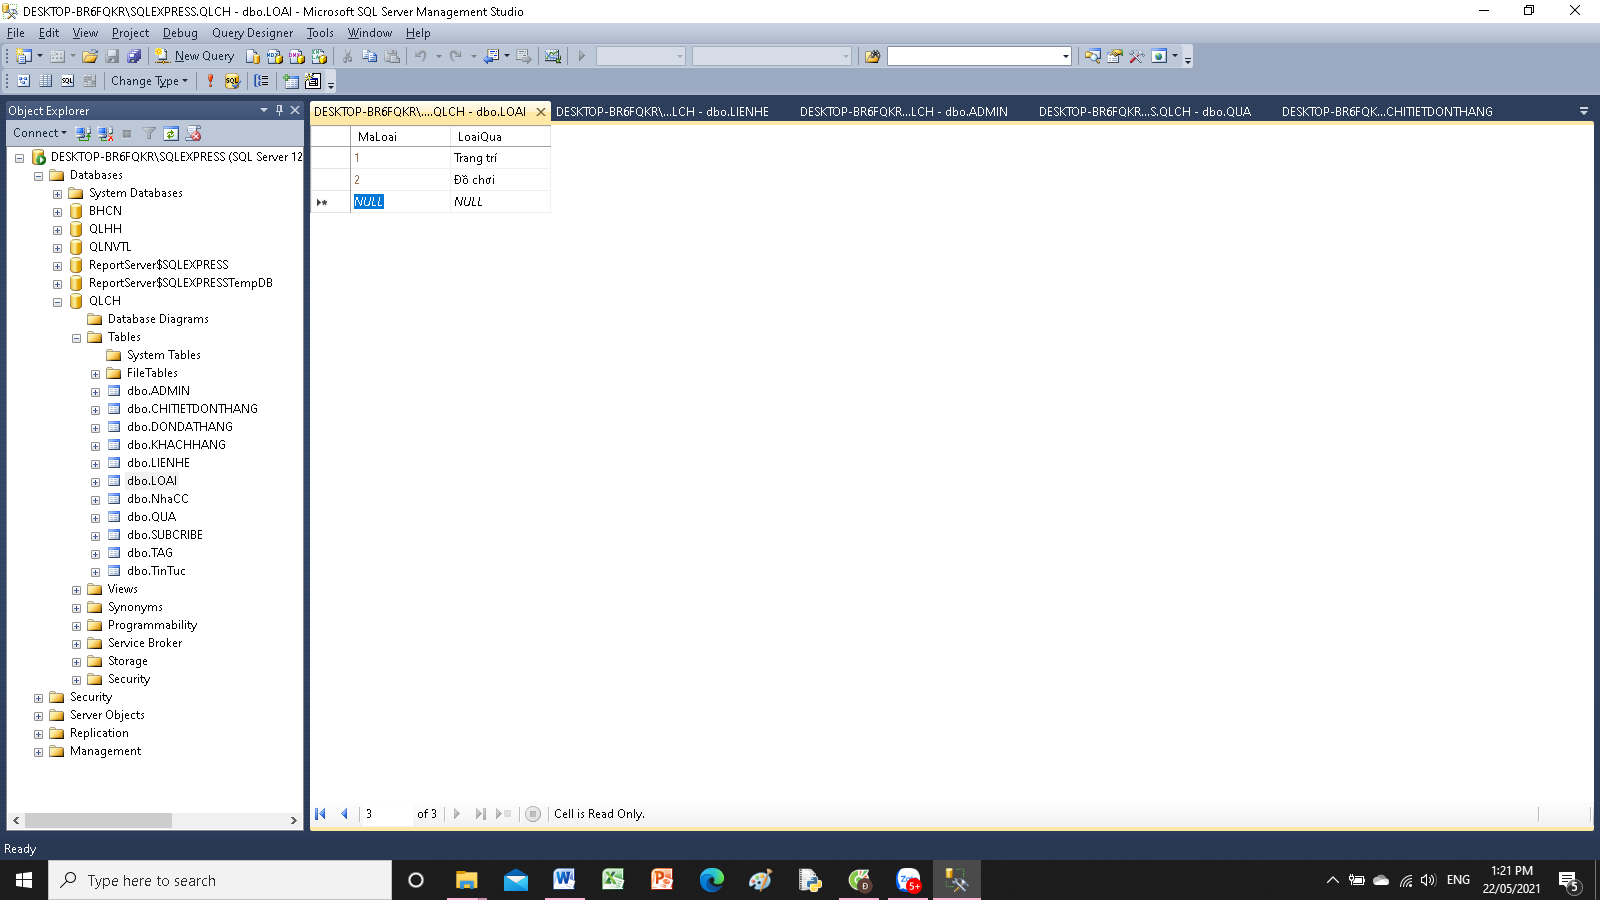 DESKTOP-BR6FQKR\SQLEXPRESS.QLCH - dbo.LOAI - Microsoft SQL Server Management Studio
File Edit View Project Debug Query Designer Tools Window Help
New Query
Change Type
Object Explorer
DESKTOP-BR6FQKR\....QLCH - dbo.LOAI
DESKTOP-BR6FQKR\...LCH - dbo.LIENHE
DESKTOP-BR6FQKR...LCH - dbo.ADMIN
DESKTOP-BR6FQKR...S.QLCH - dbo.QUA
DESKTOP-BR6FQK...CHITIETDONTHANG
Connect
DESKTOP-BR6FQKR\SQLEXPRESS (SQL Server 12
Databases
System Databases
BHCN
QLHH
QLNVTL
ReportServer$SQLEXPRESS
ReportServer$SQLEXPRESSTempDB
QLCH
Database Diagrams
Tables
System Tables
FileTables
dbo.ADMIN
dbo.CHITIETDONTHANG
dbo.DONDATHANG
dbo.KHACHHANG
dbo.LIENHE
dbo.LOAI
dbo.NhaCC
dbo.QUA
dbo.SUBCRIBE
dbo.TAG
dbo.TinTuc
Views
Synonyms
Programmability
Service Broker
Storage
Security
Security
Server Objects
Replication
Management
MaLoai LoaiQua
1 Trang trí
2 Đồ chơi
NULL NULL
3 of 3 Cell is Read Only.
Ready
Type here to search
ENG
1:21 PM
22/05/2021
5+
5